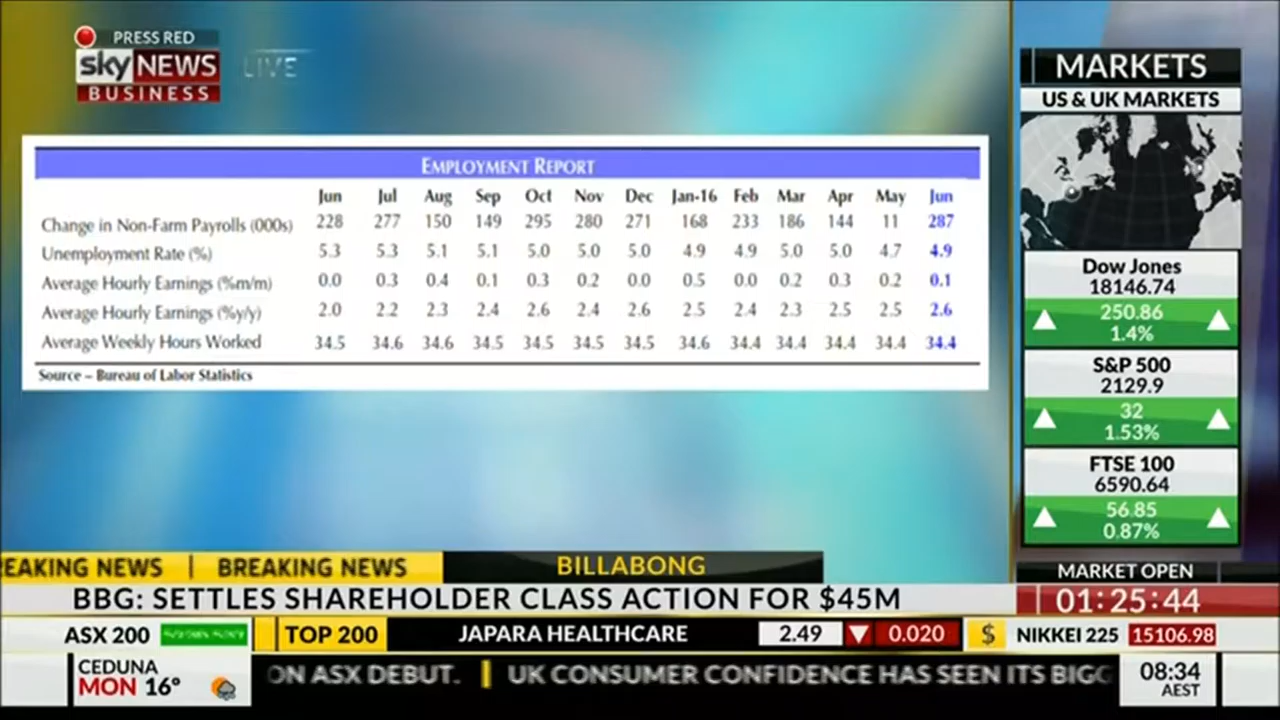 PRESS RED
sky NEWS LIVE
BUSINESS
EMPLOYMENT REPORT
Jun Jul Aug Sep Oct Nov Dec Jan-16 Feb Mar Apr May Jun
Change in Non-Farm Payrolls (000s) 228 277 150 149 295 280 271 168 233 186 144 11 287
Unemployment Rate (%) 5.3 5.3 5.1 5.1 5.0 5.0 5.0 4.9 4.9 5.0 5.0 4.7 4.9
Average Hourly Earnings (%m/m) 0.0 0.3 0.4 0.1 0.3 0.2 0.0 0.5 0.0 0.2 0.3 0.2 0.1
Average Hourly Earnings (%y/y) 2.0 2.2 2.3 2.4 2.6 2.4 2.6 2.5 2.4 2.3 2.5 2.5 2.6
Average Weekly Hours Worked 34.5 34.6 34.6 34.5 34.5 34.5 34.5 34.6 34.4 34.4 34.4 34.4 34.4
Source – Bureau of Labor Statistics
MARKETS
US & UK MARKETS
Dow Jones
18146.74
250.86
1.4%
S&P 500
2129.9
32
1.53%
FTSE 100
6590.64
56.85
0.87%
MARKET OPEN
01:25:44
REAKING NEWS | BREAKING NEWS BILLABONG
BBG: SETTLES SHAREHOLDER CLASS ACTION FOR $45M
ASX 200 TOP 200 JAPARA HEALTHCARE 2.49 0.020 $ NIKKEI 225 15106.98
CEDUNA
MON 16°
ON ASX DEBUT. | UK CONSUMER CONFIDENCE HAS SEEN ITS BIGG
08:34
AEST